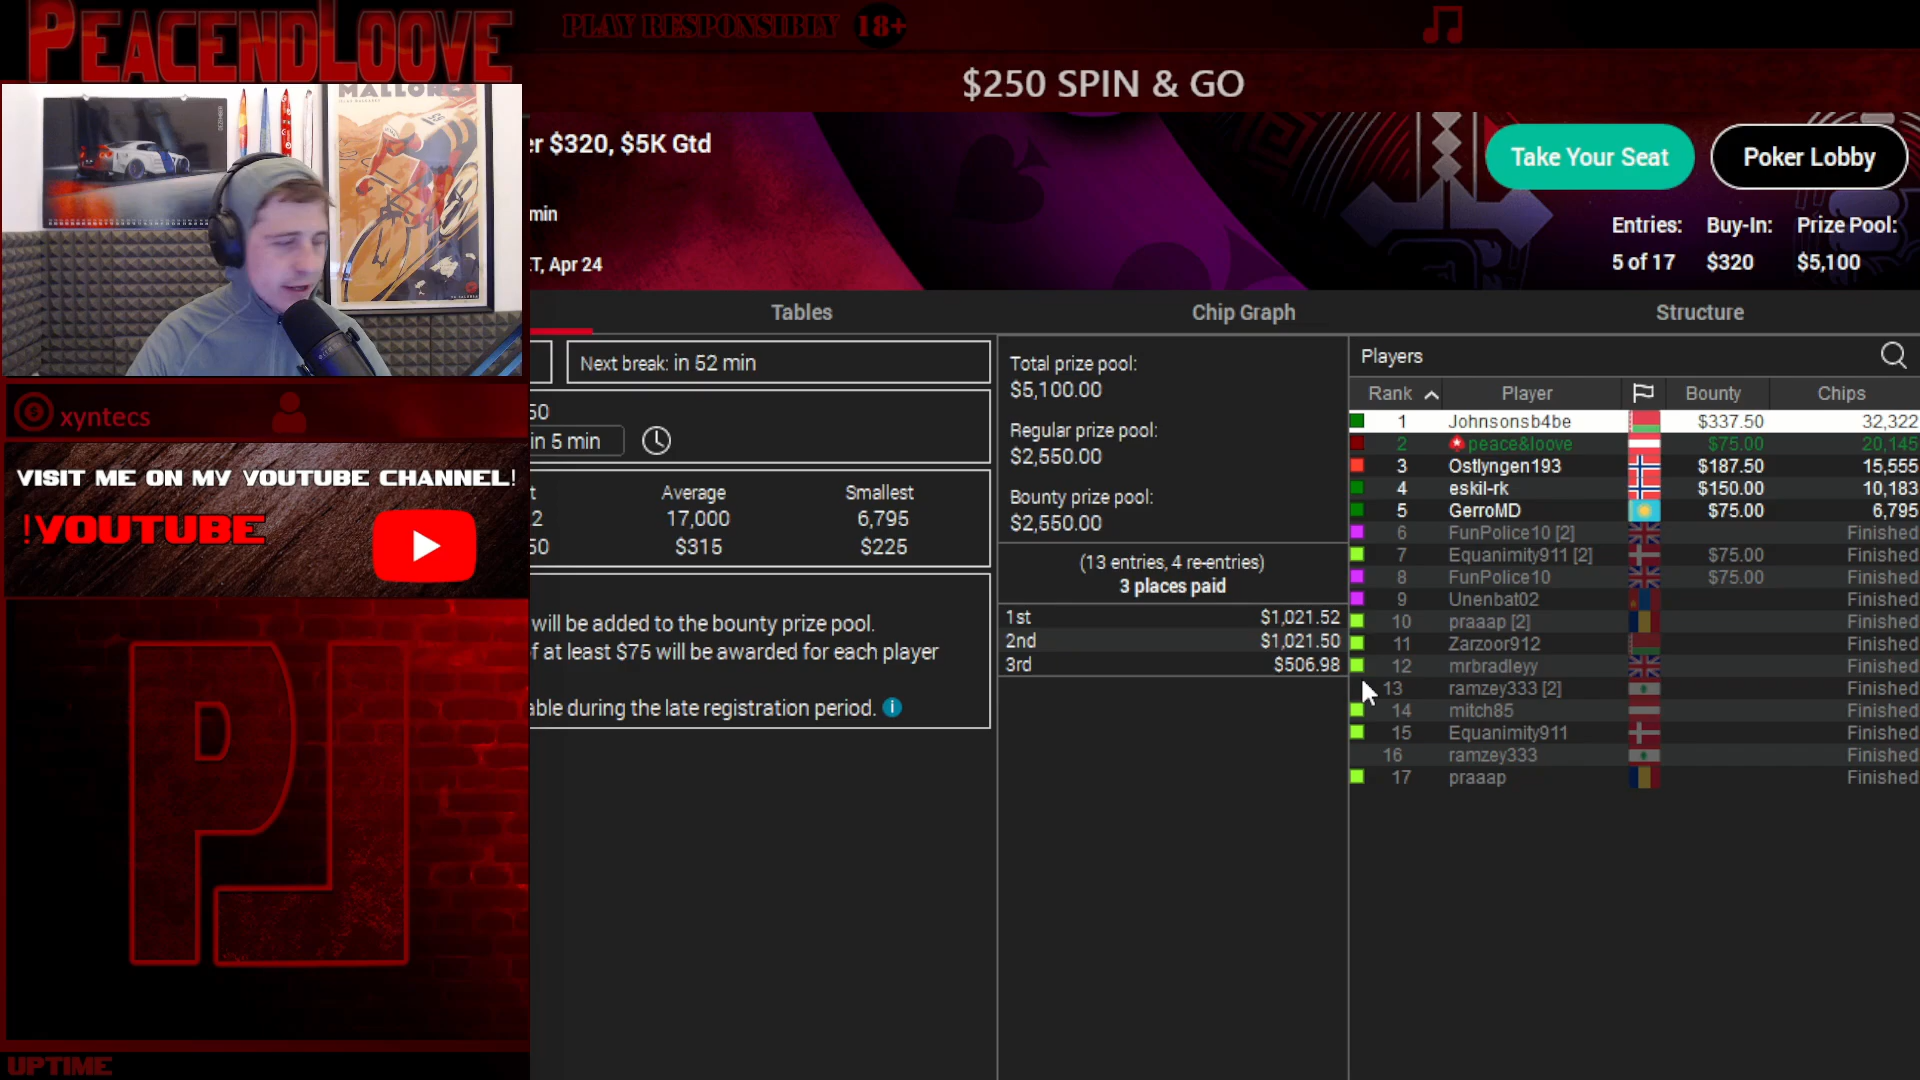 PEACENDLOOVE
PLAY RESPONSIBLY 18+
$250 SPIN & GO
MALLORCA
DEZEMBER
r $320, $5K Gtd
min
T, Apr 24
Take Your Seat
Poker Lobby
Entries: Buy-In: Prize Pool:
5 of 17 $320 $5,100
Tables
Chip Graph
Structure
Next break: in 52 min
50
in 5 min
t Average Smallest
2 17,000 6,795
50 $315 $225
will be added to the bounty prize pool.
f at least $75 will be awarded for each player
able during the late registration period.
Total prize pool:
$5,100.00
Regular prize pool:
$2,550.00
Bounty prize pool:
$2,550.00
(13 entries, 4 re-entries)
3 places paid
1st $1,021.52
2nd $1,021.50
3rd $506.98
Players
Rank Player Bounty Chips
1 Johnsonsb4be $337.50 32,322
2 peace&loove $75.00 20,145
3 Ostlyngen193 $187.50 15,555
4 eskil-rk $150.00 10,183
5 GerroMD $75.00 6,795
6 FunPolice10 [2] Finished
7 Equanimity911 [2] $75.00 Finished
8 FunPolice10 $75.00 Finished
9 Unenbat02 Finished
10 praaap [2] Finished
11 Zarzoor912 Finished
12 mrbradleyy Finished
13 ramzey333 [2] Finished
14 mitch85 Finished
15 Equanimity911 Finished
16 ramzey333 Finished
17 praaap Finished
xyntecs
VISIT ME ON MY YOUTUBE CHANNEL!
!YOUTUBE
PL
UPTIME